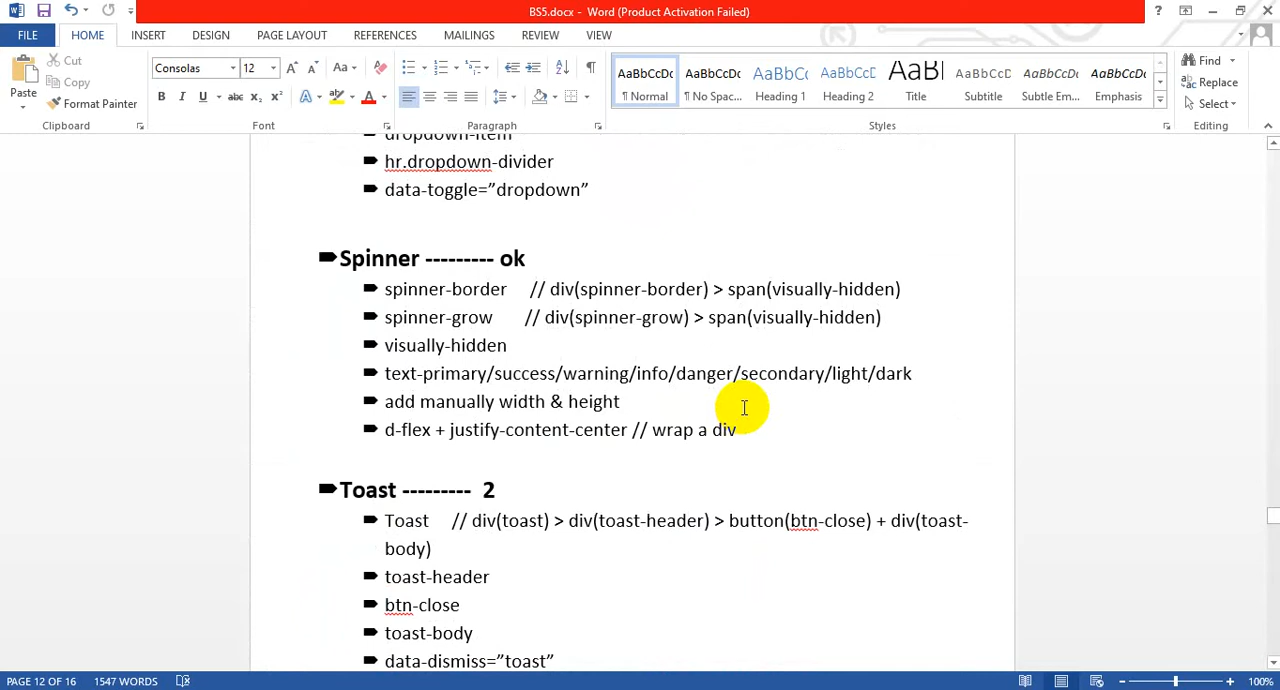 BS5.docx - Word (Product Activation Failed)
FILE HOME INSERT DESIGN PAGE LAYOUT REFERENCES MAILINGS REVIEW VIEW
Paste
Cut
Copy
Format Painter
Consolas 12
Find
Replace
Select
AaBbCcDc AaBbCcDc AaBbCc AaBbCc AaBl AaBbCcD AaBbCcDc AaBbCcDc
¶ Normal ¶ No Spac... Heading 1 Heading 2 Title Subtitle Subtle Em... Emphasis
Clipboard Font Paragraph Styles Editing
dropdown-item
hr.dropdown-divider
data-toggle=”dropdown”
Spinner --------- ok
spinner-border // div(spinner-border) > span(visually-hidden)
spinner-grow // div(spinner-grow) > span(visually-hidden)
visually-hidden
text-primary/success/warning/info/danger/secondary/light/dark
add manually width & height
d-flex + justify-content-center // wrap a div
Toast --------- 2
Toast // div(toast) > div(toast-header) > button(btn-close) + div(toast-
body)
toast-header
btn-close
toast-body
data-dismiss=”toast”
PAGE 12 OF 16 1547 WORDS 100%